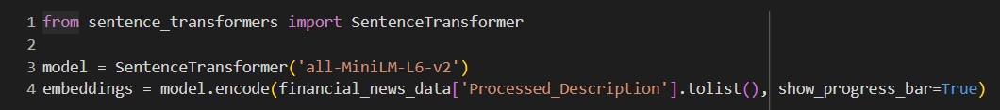 1 from sentence_transformers import SentenceTransformer
2
3 model = SentenceTransformer('all-MiniLM-L6-v2')
4 embeddings = model.encode(financial_news_data['Processed_Description'].tolist(), show_progress_bar=True)